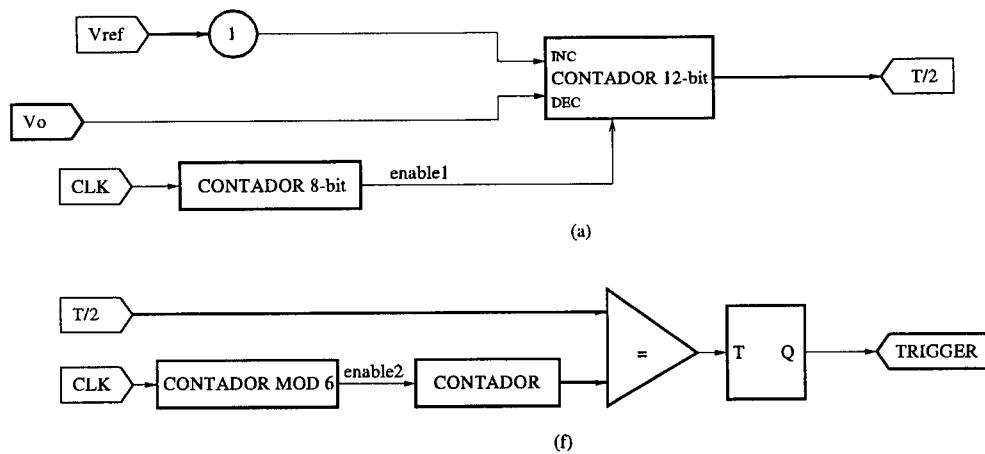 Vref
1
INC
CONTADOR 12-bit
T/2
DEC
Vo
CLK
CONTADOR 8-bit
enable1
(a)
T/2
=
T Q
TRIGGER
CLK
CONTADOR MOD 6
enable2
CONTADOR
(f)